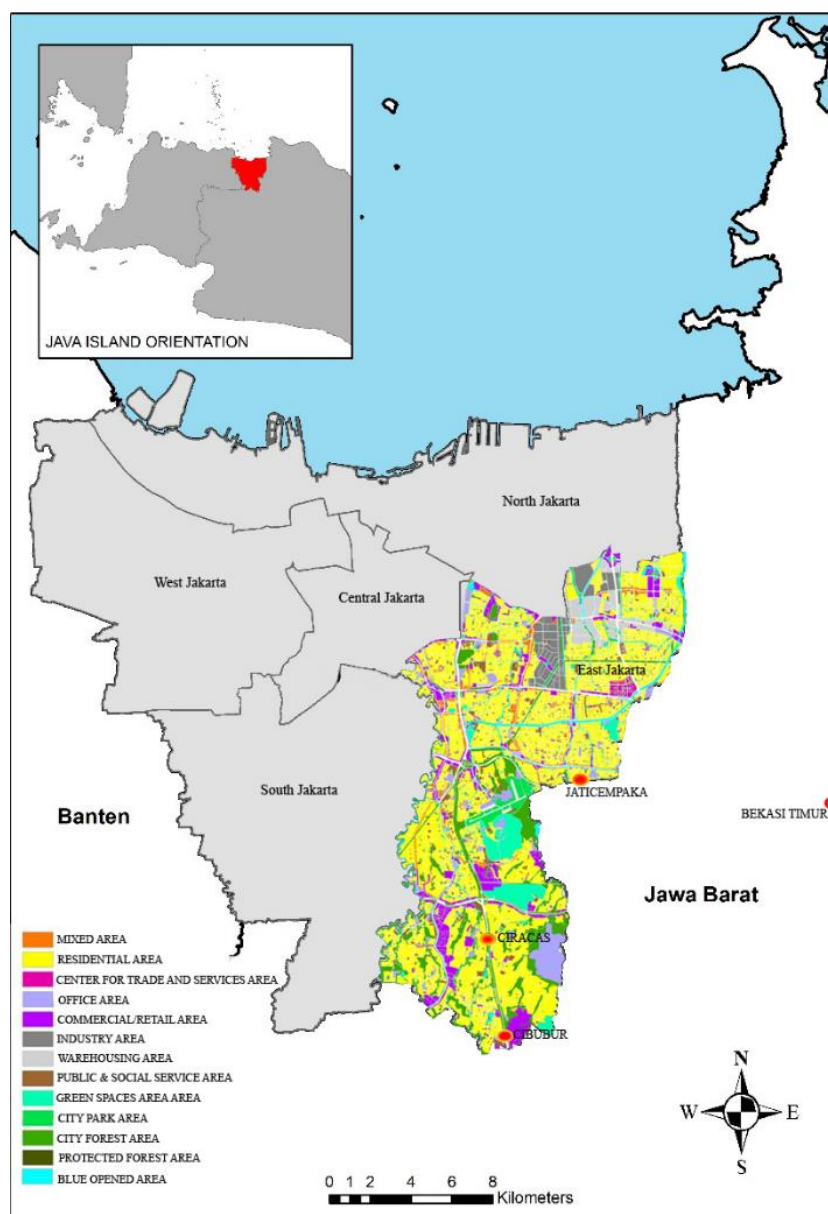 JAVA ISLAND ORIENTATION
North Jakarta
West Jakarta
Central Jakarta
East Jakarta
South Jakarta
JATICEMPAKA
BEKASI TIMUR
Banten
Jawa Barat
CIRACAS
CIBUBUR
MIXED AREA
RESIDENTIAL AREA
CENTER FOR TRADE AND SERVICES AREA
OFFICE AREA
COMMERCIAL/RETAIL AREA
INDUSTRY AREA
WAREHOUSING AREA
PUBLIC & SOCIAL SERVICE AREA
GREEN SPACES AREA AREA
CITY PARK AREA
CITY FOREST AREA
PROTECTED FOREST AREA
BLUE OPENED AREA
N
W E
S
0 1 2 4 6 8
Kilometers